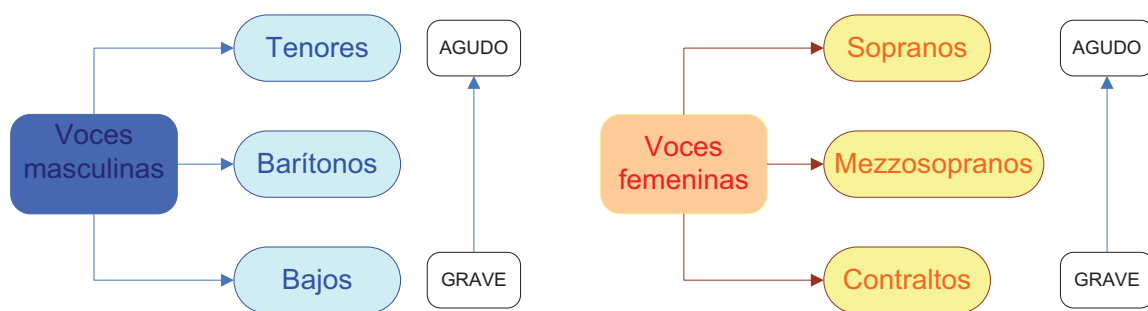 Tenores
AGUDO
Voces
masculinas
Barítonos
Bajos
GRAVE
Sopranos
AGUDO
Voces
femeninas
Mezzosopranos
Contraltos
GRAVE